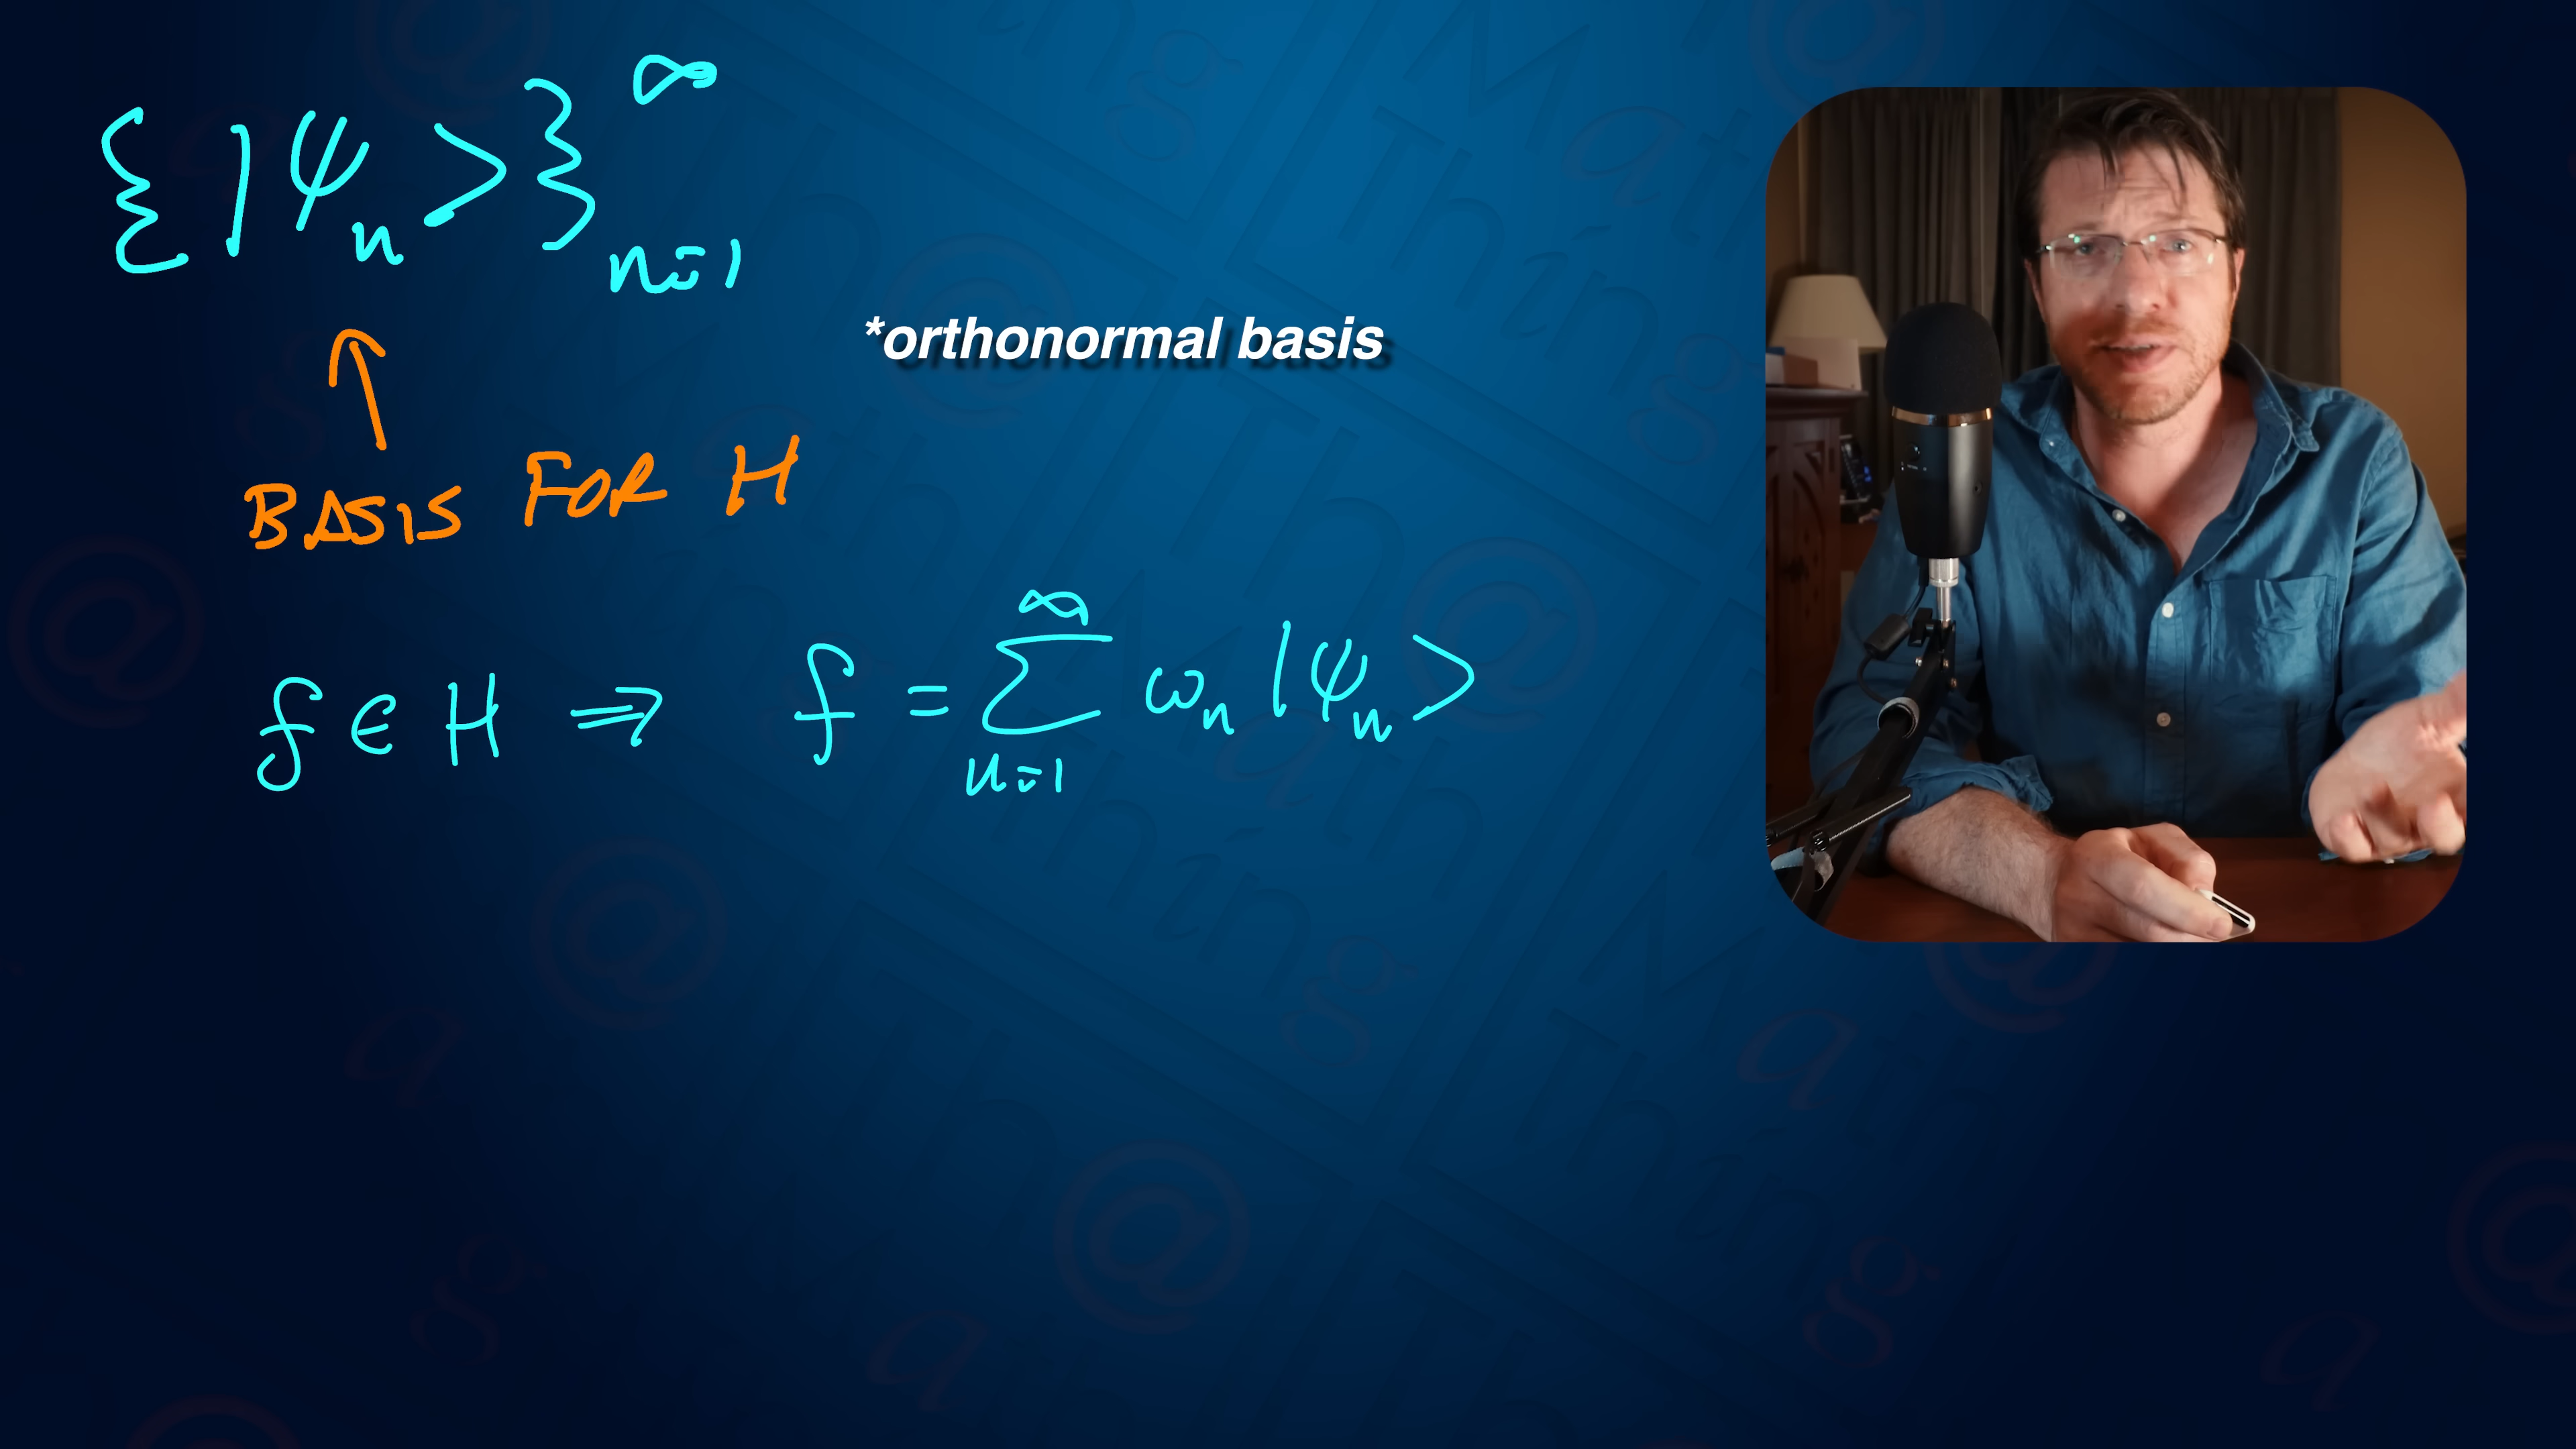 {|ψₙ>}ₙ₌₁^∞
*orthonormal basis
BASIS FOR H
f ∈ H ⇒ f = ∑ₙ₌₁^∞ ωₙ|ψₙ>